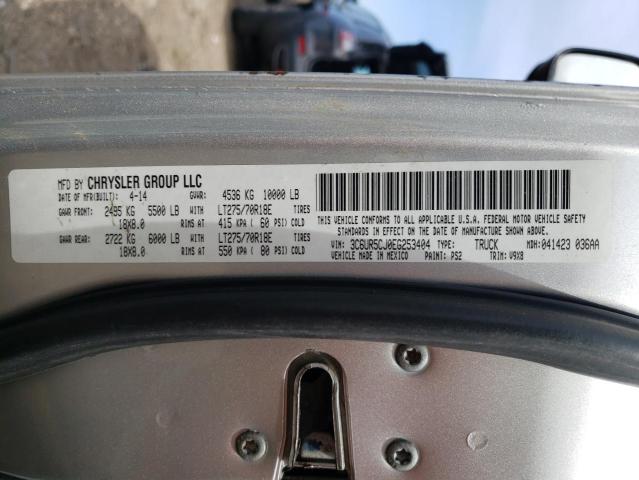 MFD BY CHRYSLER GROUP LLC
DATE OF MFR(BUILT): 4-14 GVWR: 4536 KG 10000 LB
GAWR FRONT: 2495 KG 5500 LB WITH LT275/70R18E TIRES
18X8.0 RIMS AT 415 KPA ( 60 PSI) COLD
GAWR REAR: 2722 KG 6000 LB WITH LT275/70R18E TIRES
18X8.0 RIMS AT 550 KPA ( 80 PSI) COLD
THIS VEHICLE CONFORMS TO ALL APPLICABLE U.S.A. FEDERAL MOTOR VEHICLE SAFETY
STANDARDS IN EFFECT ON THE DATE OF MANUFACTURE SHOWN ABOVE.
VIN: 3C6UR5CJ0EG253404 TYPE: TRUCK MDH: 041423 036AA
VEHICLE MADE IN MEXICO PAINT: PS2 TRIM: V9X8